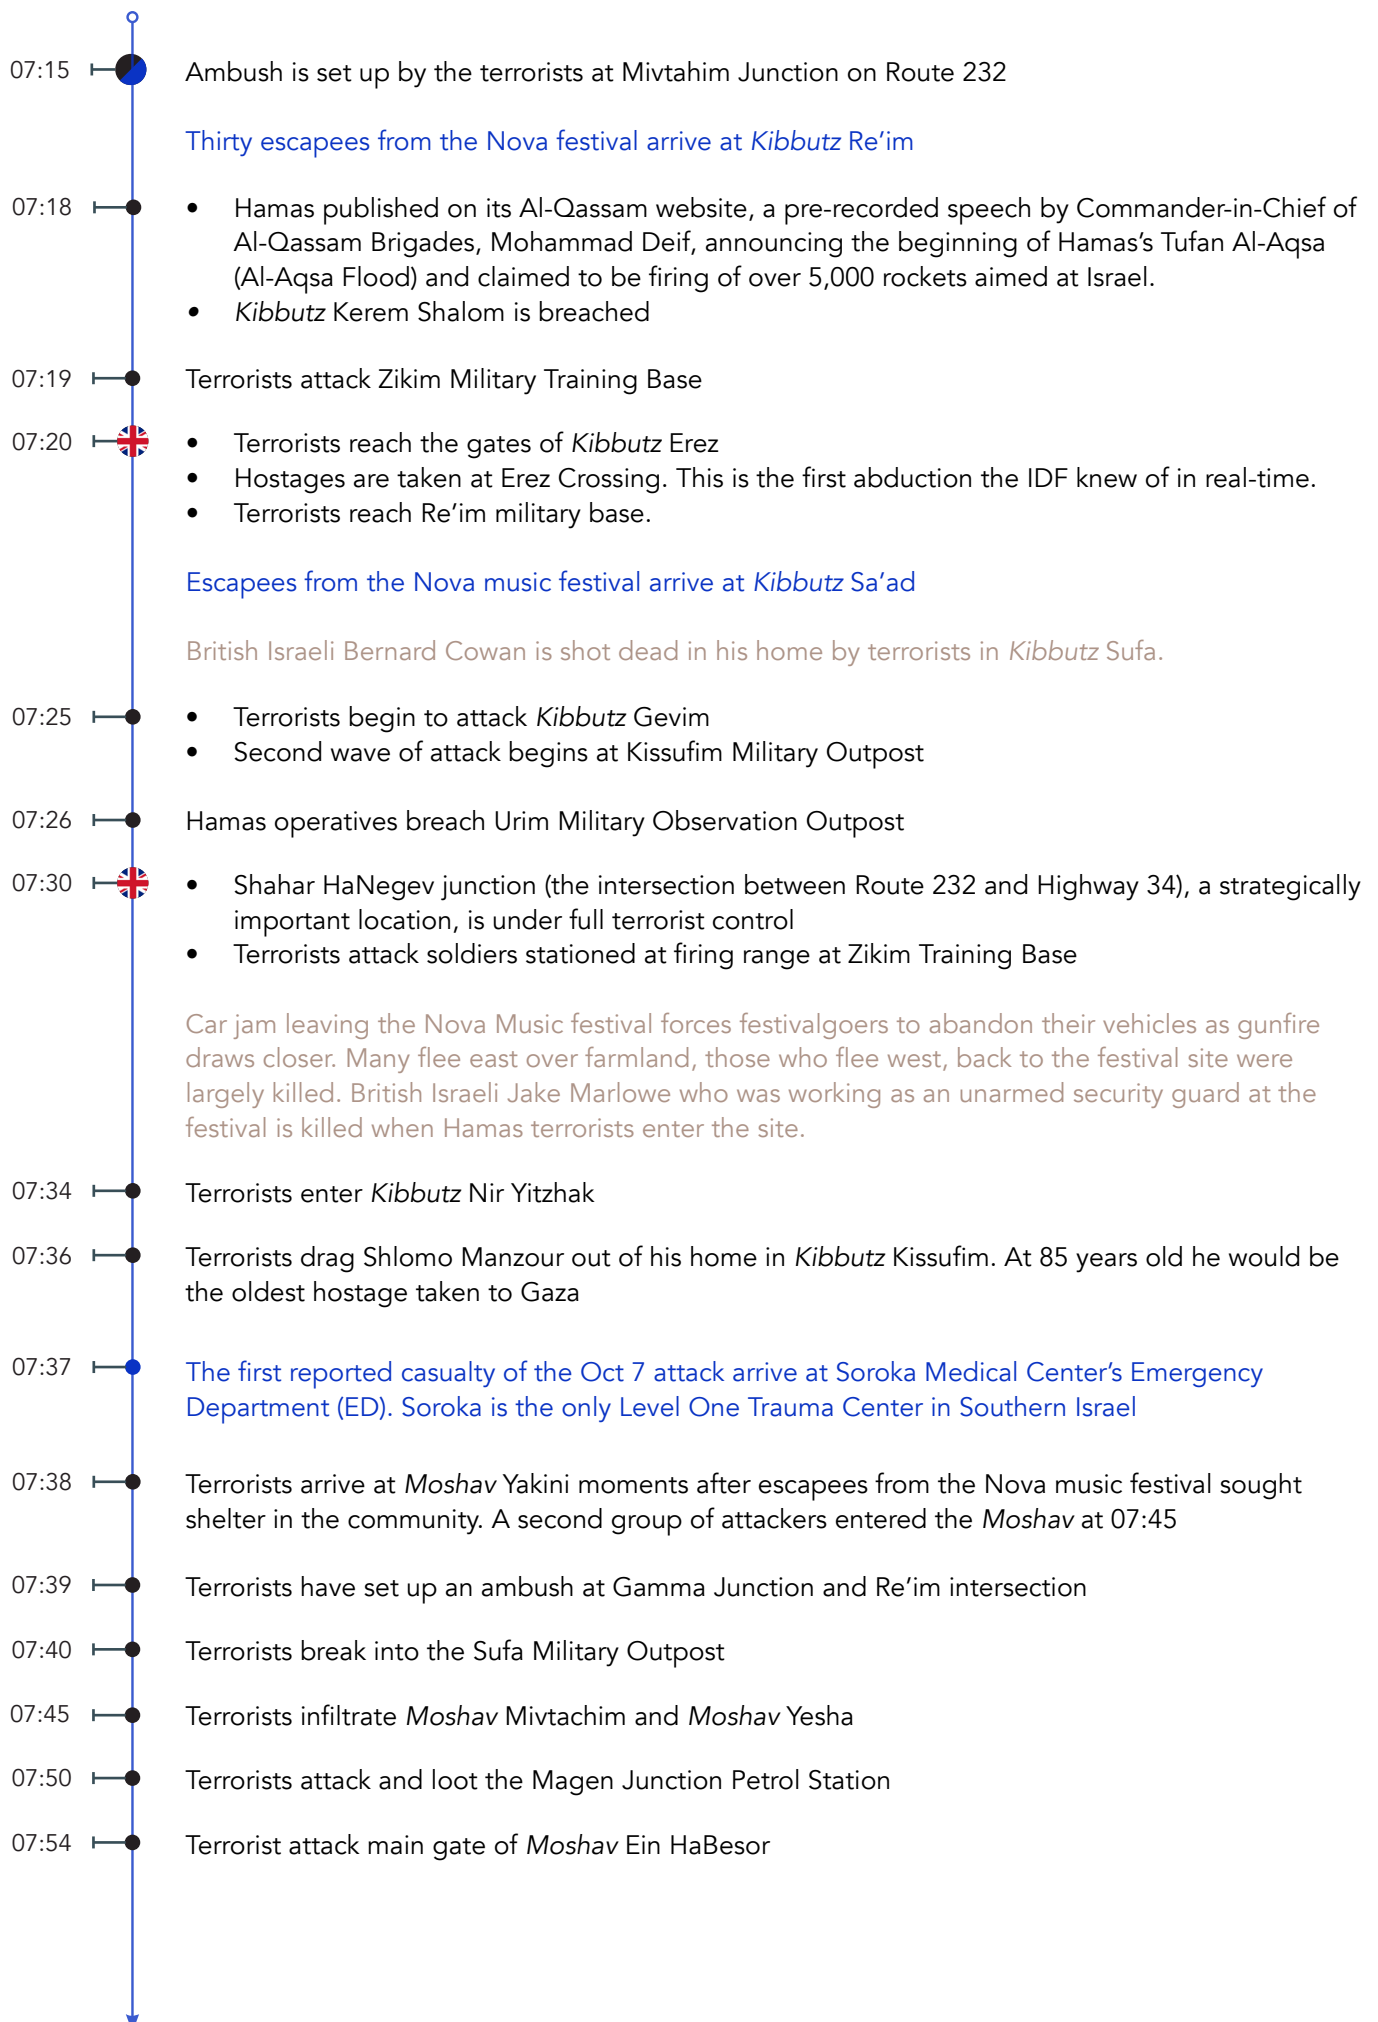 07:15 Ambush is set up by the terrorists at Mivtahim Junction on Route 232
Thirty escapees from the Nova festival arrive at Kibbutz Re’im
07:18 • Hamas published on its Al-Qassam website, a pre-recorded speech by Commander-in-Chief of
Al-Qassam Brigades, Mohammad Deif, announcing the beginning of Hamas’s Tufan Al-Aqsa
(Al-Aqsa Flood) and claimed to be firing of over 5,000 rockets aimed at Israel.
• Kibbutz Kerem Shalom is breached
07:19 Terrorists attack Zikim Military Training Base
07:20 • Terrorists reach the gates of Kibbutz Erez
• Hostages are taken at Erez Crossing. This is the first abduction the IDF knew of in real-time.
• Terrorists reach Re’im military base.
Escapees from the Nova music festival arrive at Kibbutz Sa’ad
British Israeli Bernard Cowan is shot dead in his home by terrorists in Kibbutz Sufa.
07:25 • Terrorists begin to attack Kibbutz Gevim
• Second wave of attack begins at Kissufim Military Outpost
07:26 Hamas operatives breach Urim Military Observation Outpost
07:30 • Shahar HaNegev junction (the intersection between Route 232 and Highway 34), a strategically
important location, is under full terrorist control
• Terrorists attack soldiers stationed at firing range at Zikim Training Base
Car jam leaving the Nova Music festival forces festivalgoers to abandon their vehicles as gunfire
draws closer. Many flee east over farmland, those who flee west, back to the festival site were
largely killed. British Israeli Jake Marlowe who was working as an unarmed security guard at the
festival is killed when Hamas terrorists enter the site.
07:34 Terrorists enter Kibbutz Nir Yitzhak
07:36 Terrorists drag Shlomo Manzour out of his home in Kibbutz Kissufim. At 85 years old he would be
the oldest hostage taken to Gaza
07:37 The first reported casualty of the Oct 7 attack arrive at Soroka Medical Center’s Emergency
Department (ED). Soroka is the only Level One Trauma Center in Southern Israel
07:38 Terrorists arrive at Moshav Yakini moments after escapees from the Nova music festival sought
shelter in the community. A second group of attackers entered the Moshav at 07:45
07:39 Terrorists have set up an ambush at Gamma Junction and Re’im intersection
07:40 Terrorists break into the Sufa Military Outpost
07:45 Terrorists infiltrate Moshav Mivtachim and Moshav Yesha
07:50 Terrorists attack and loot the Magen Junction Petrol Station
07:54 Terrorist attack main gate of Moshav Ein HaBesor